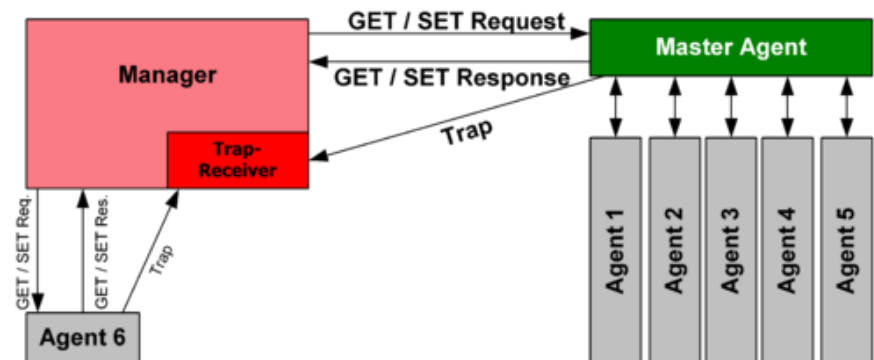 GET / SET Request
Manager
Master Agent
GET / SET Response
Trap
Trap-
Receiver
GET / SET Req.
GET / SET Res.
Trap
Agent 1
Agent 2
Agent 3
Agent 4
Agent 5
Agent 6